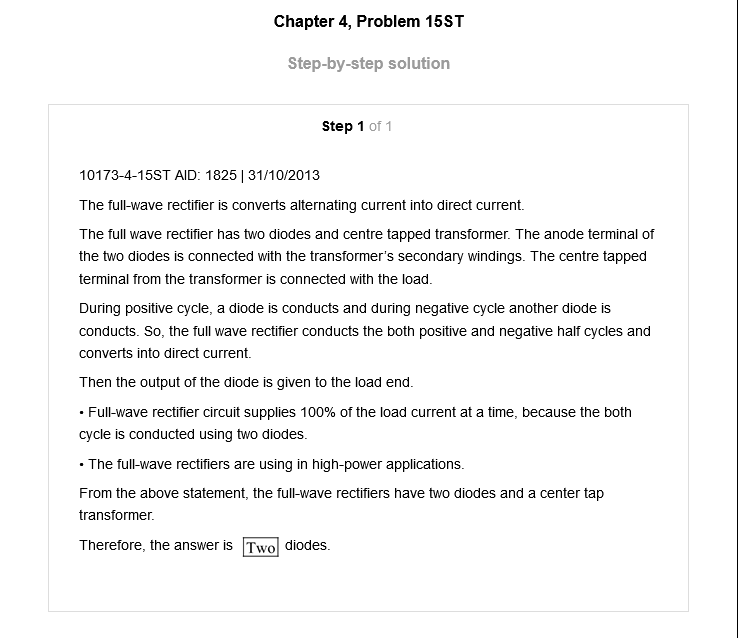 Chapter 4, Problem 15ST
Step-by-step solution
Step 1 of 1
10173-4-15ST AID: 1825 | 31/10/2013
The full-wave rectifier is converts alternating current into direct current.
The full wave rectifier has two diodes and centre tapped transformer. The anode terminal of
the two diodes is connected with the transformer's secondary windings. The centre tapped
terminal from the transformer is connected with the load.
During positive cycle, a diode is conducts and during negative cycle another diode is
conducts. So, the full wave rectifier conducts the both positive and negative half cycles and
converts into direct current.
Then the output of the diode is given to the load end.
• Full-wave rectifier circuit supplies 100% of the load current at a time, because the both
cycle is conducted using two diodes.
• The full-wave rectifiers are using in high-power applications.
From the above statement, the full-wave rectifiers have two diodes and a center tap
transformer.
Therefore, the answer is Two diodes.